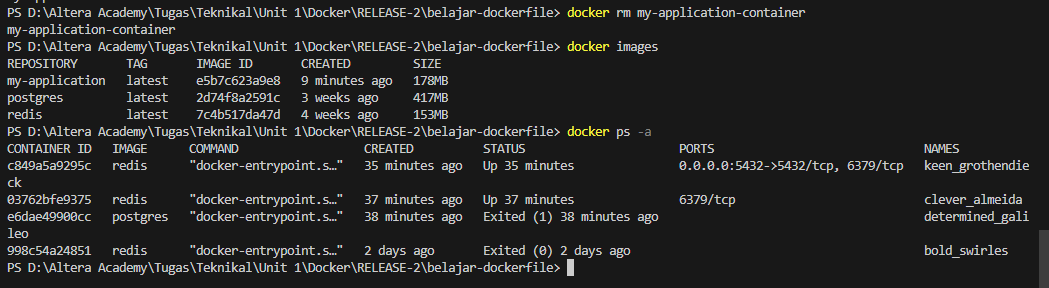 PS D:\Altera Academy\Tugas\Teknikal\Unit 1\Docker\RELEASE-2\belajar-dockerfile> docker rm my-application-container
my-application-container
PS D:\Altera Academy\Tugas\Teknikal\Unit 1\Docker\RELEASE-2\belajar-dockerfile> docker images
REPOSITORY TAG IMAGE ID CREATED SIZE
my-application latest e5b7c623a9e8 9 minutes ago 178MB
postgres latest 2d74f8a2591c 3 weeks ago 417MB
redis latest 7c4b517da47d 4 weeks ago 153MB
PS D:\Altera Academy\Tugas\Teknikal\Unit 1\Docker\RELEASE-2\belajar-dockerfile> docker ps -a
CONTAINER ID IMAGE COMMAND CREATED STATUS PORTS NAMES
c849a5a9295c redis "docker-entrypoint.s…" 35 minutes ago Up 35 minutes 0.0.0.0:5432->5432/tcp, 6379/tcp keen_grothendie
ck
03762bfe9375 redis "docker-entrypoint.s…" 37 minutes ago Up 37 minutes 6379/tcp clever_almeida
e6dae49900cc postgres "docker-entrypoint.s…" 38 minutes ago Exited (1) 38 minutes ago determined_gali
leo
998c54a24851 redis "docker-entrypoint.s…" 2 days ago Exited (0) 2 days ago bold_swirles
PS D:\Altera Academy\Tugas\Teknikal\Unit 1\Docker\RELEASE-2\belajar-dockerfile>